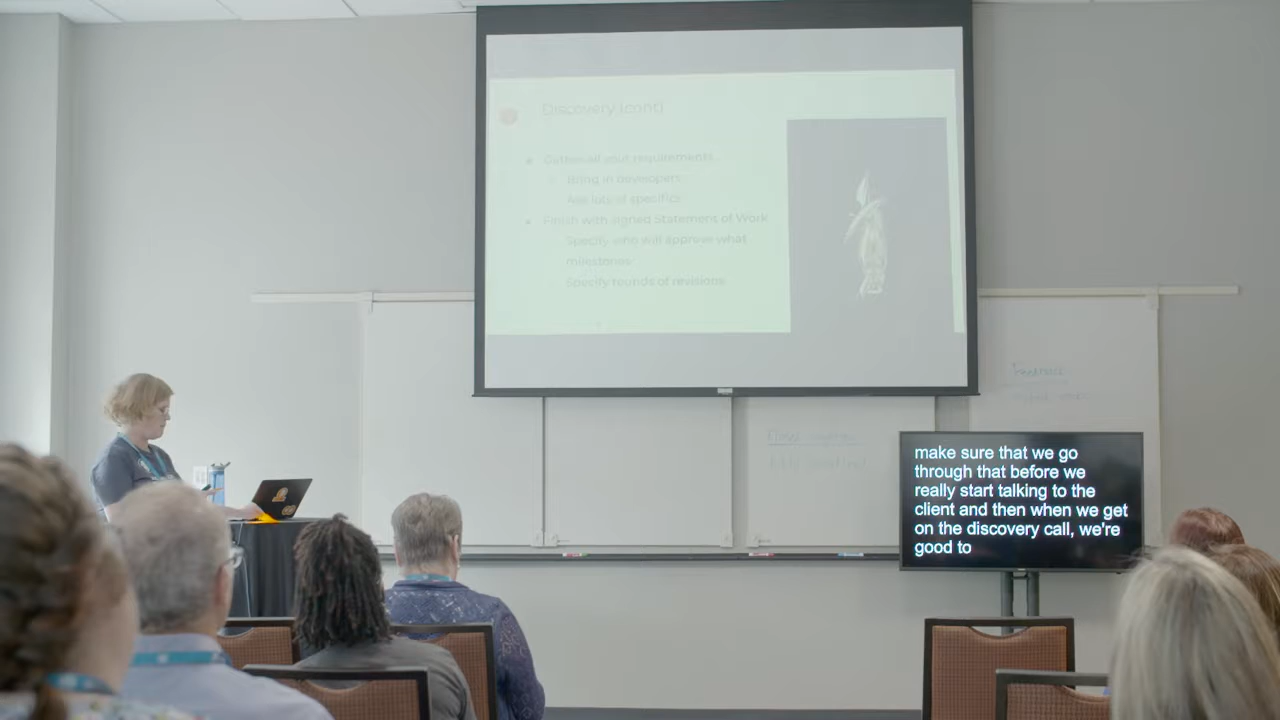 Discovery (cont)
Gather all your requirements
Bring in developers
Ask lots of specifics
Finish with signed Statement of Work
Specify who will approve what
milestones
Specify rounds of revisions
make sure that we go
through that before we
really start talking to the
client and then when we get
on the discovery call, we're
good to